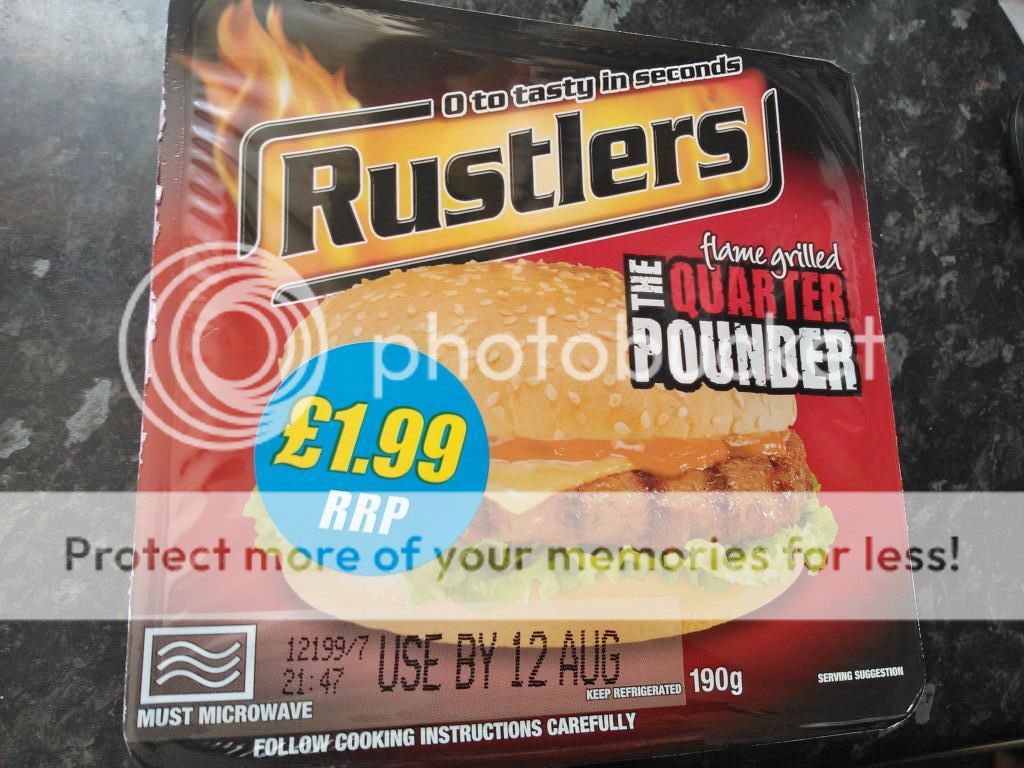 0 to tasty in seconds
Rustlers
flame grilled
THE
QUARTER
POUNDER
photobucket
£1.99
RRP
Protect more of your memories for less!
12199/7 USE BY 12 AUG
21:47
KEEP REFRIGERATED 190g
SERVING SUGGESTION
MUST MICROWAVE
FOLLOW COOKING INSTRUCTIONS CAREFULLY